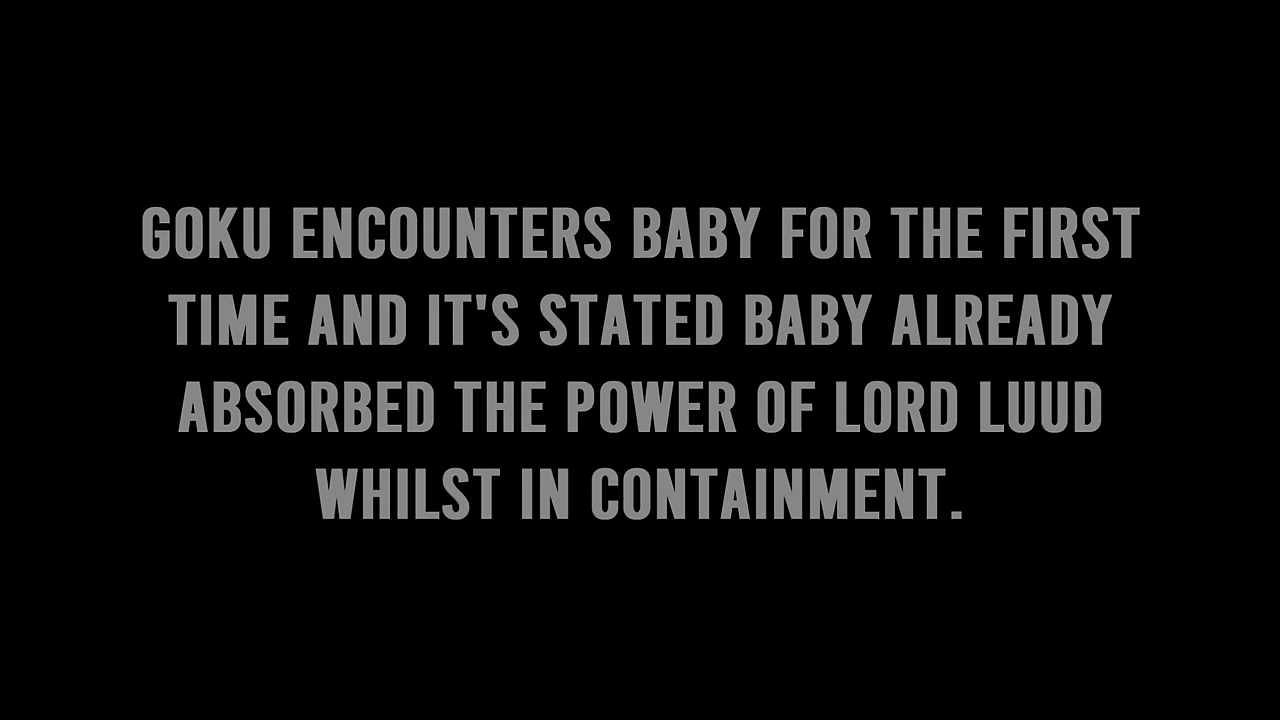 GOKU ENCOUNTERS BABY FOR THE FIRST
TIME AND IT'S STATED BABY ALREADY
ABSORBED THE POWER OF LORD LUUD
WHILST IN CONTAINMENT.